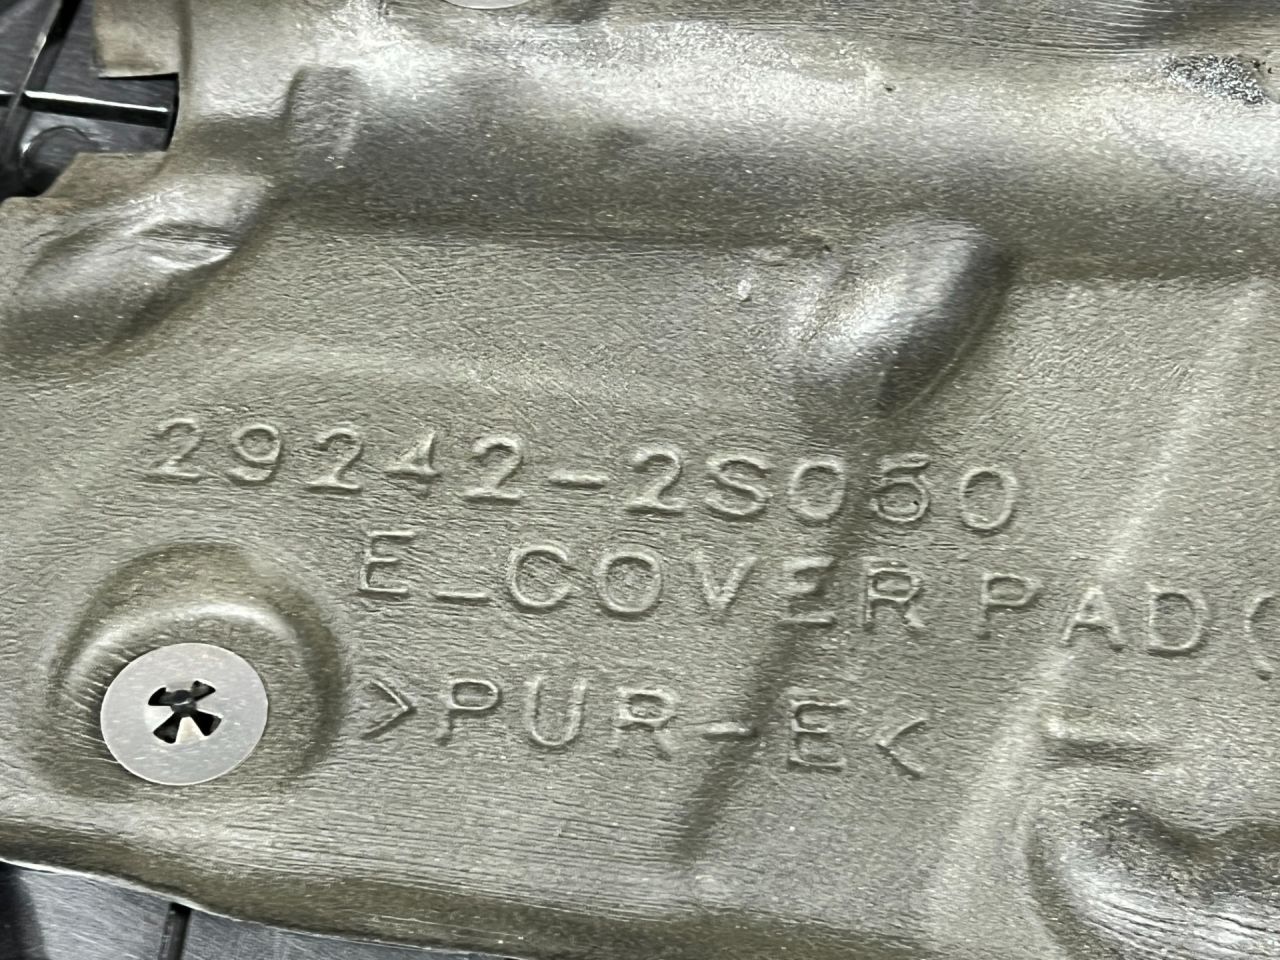 29242-2S050
E_COVER PAD(
>PUR-E<